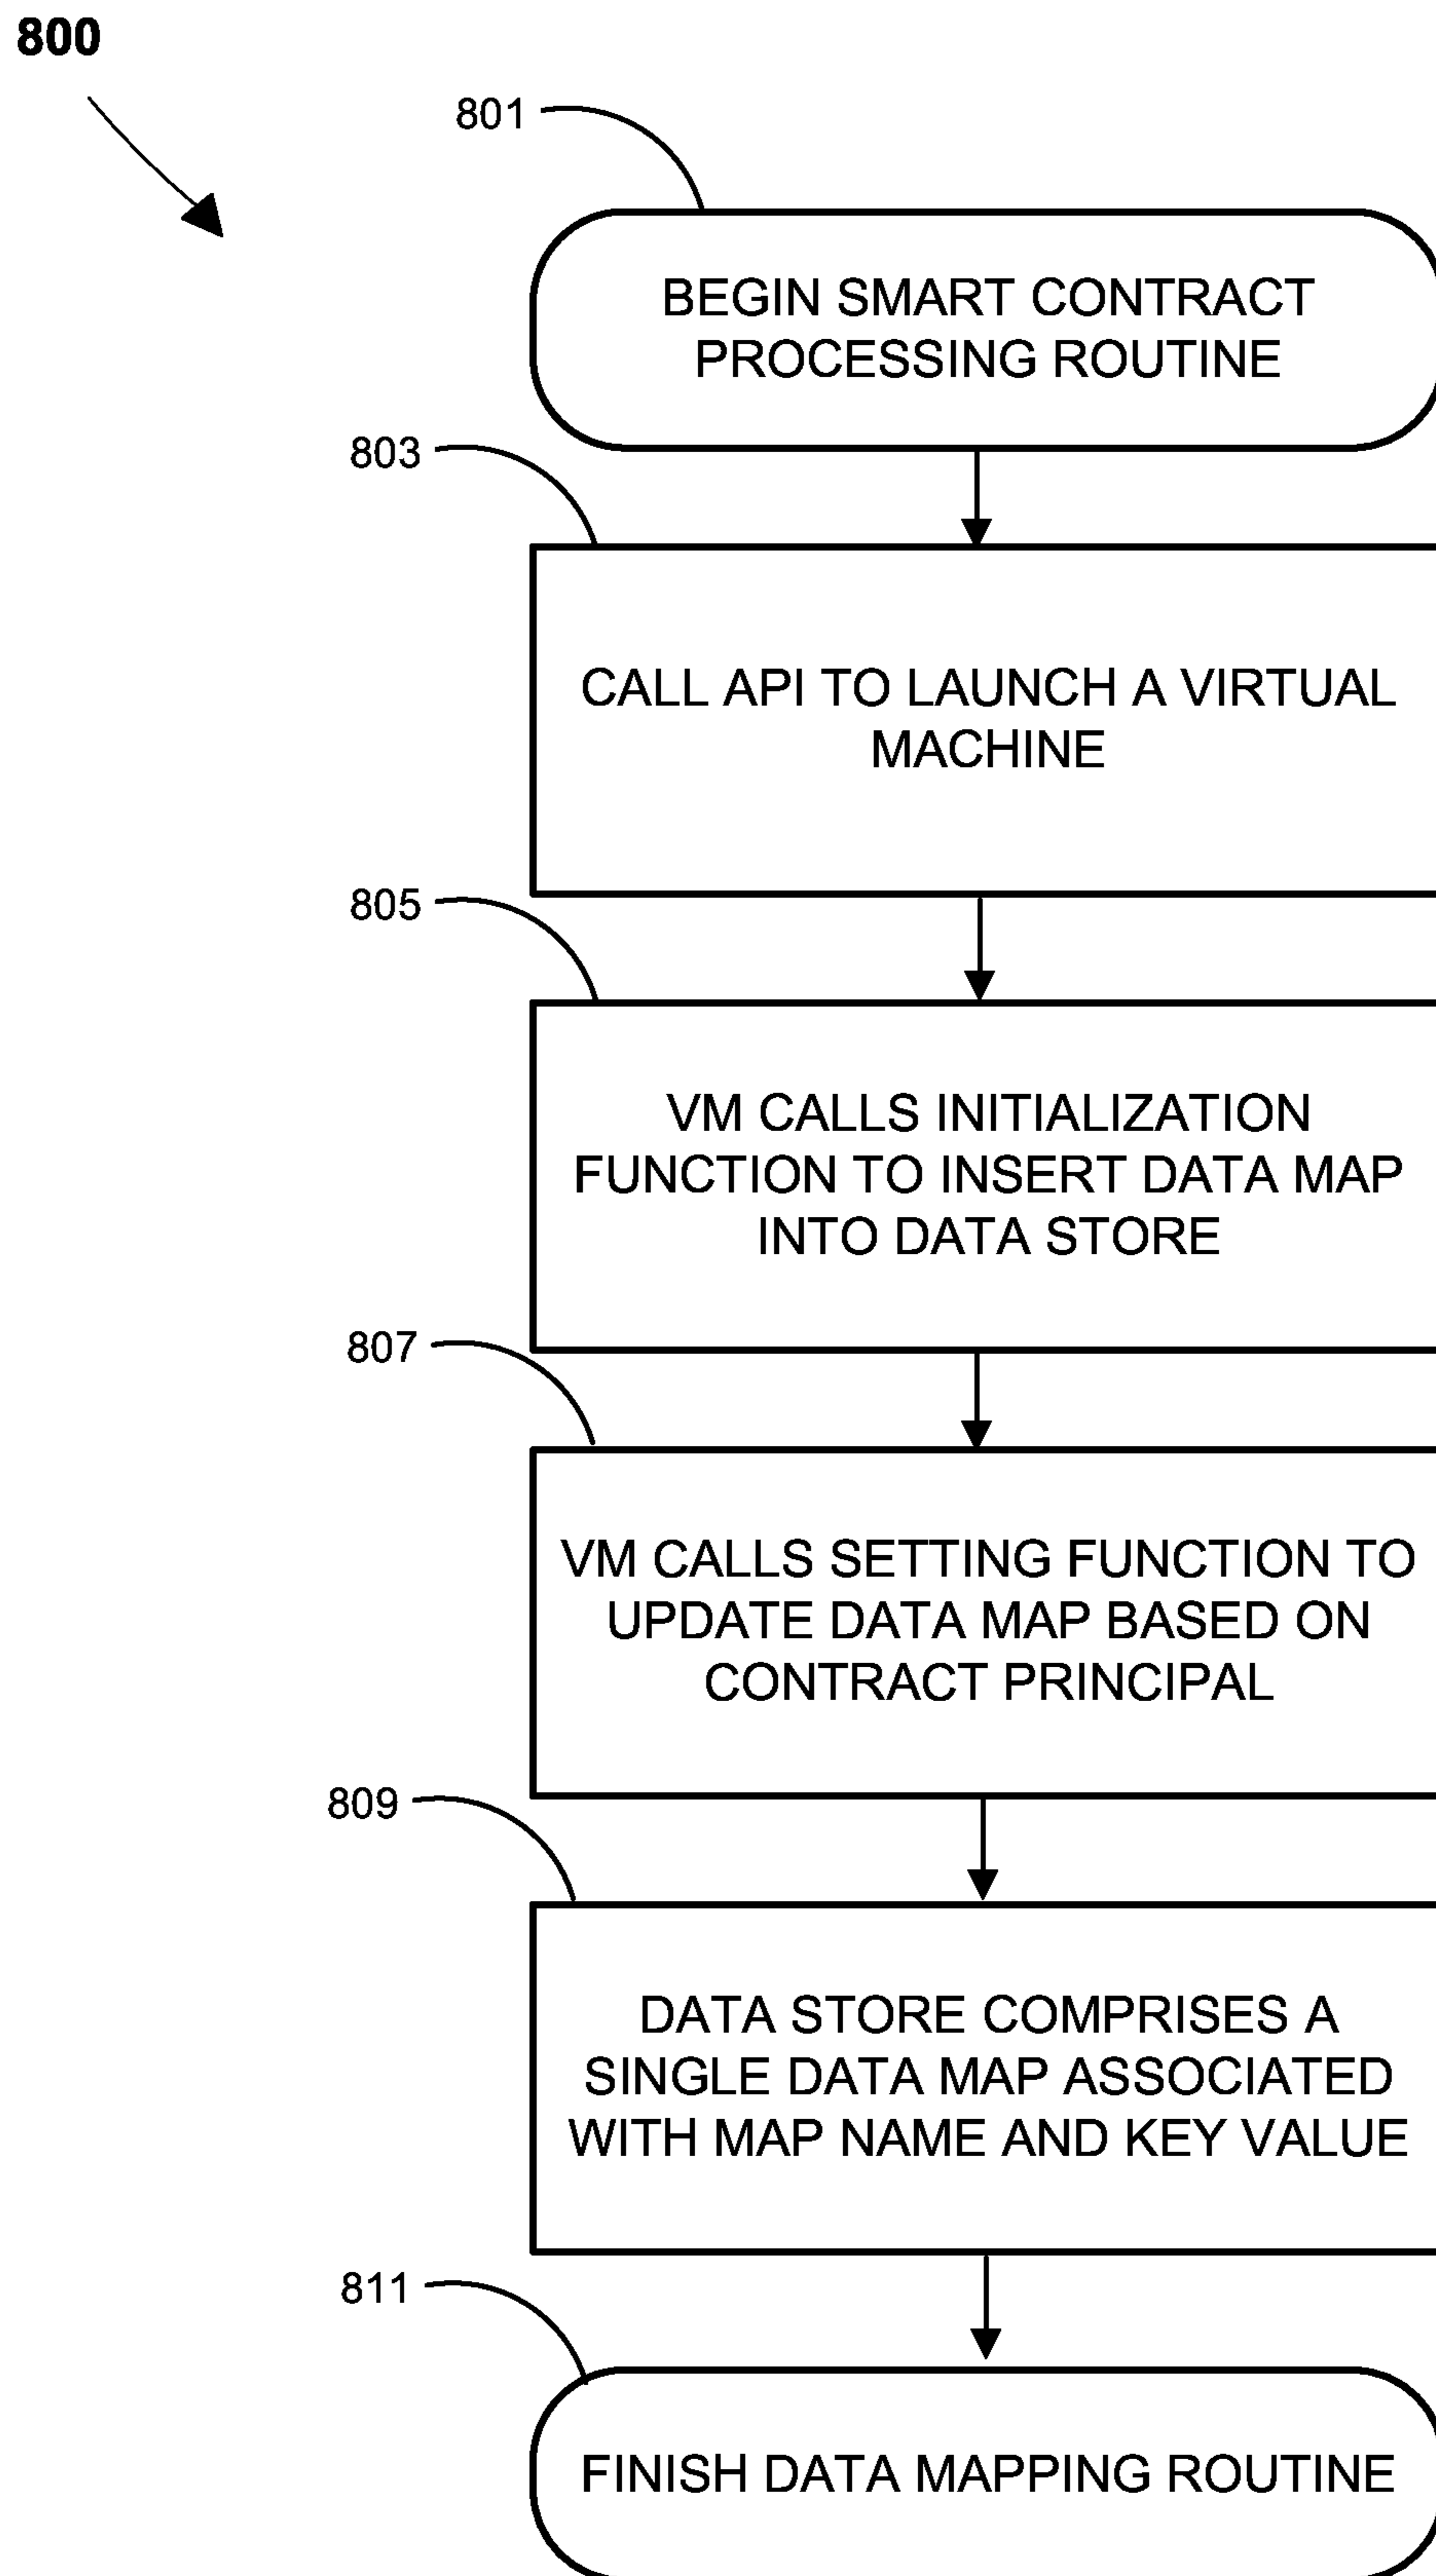 800
801
BEGIN SMART CONTRACT
PROCESSING ROUTINE
803
CALL API TO LAUNCH A VIRTUAL
MACHINE
805
VM CALLS INITIALIZATION
FUNCTION TO INSERT DATA MAP
INTO DATA STORE
807
VM CALLS SETTING FUNCTION TO
UPDATE DATA MAP BASED ON
CONTRACT PRINCIPAL
809
DATA STORE COMPRISES A
SINGLE DATA MAP ASSOCIATED
WITH MAP NAME AND KEY VALUE
811
FINISH DATA MAPPING ROUTINE